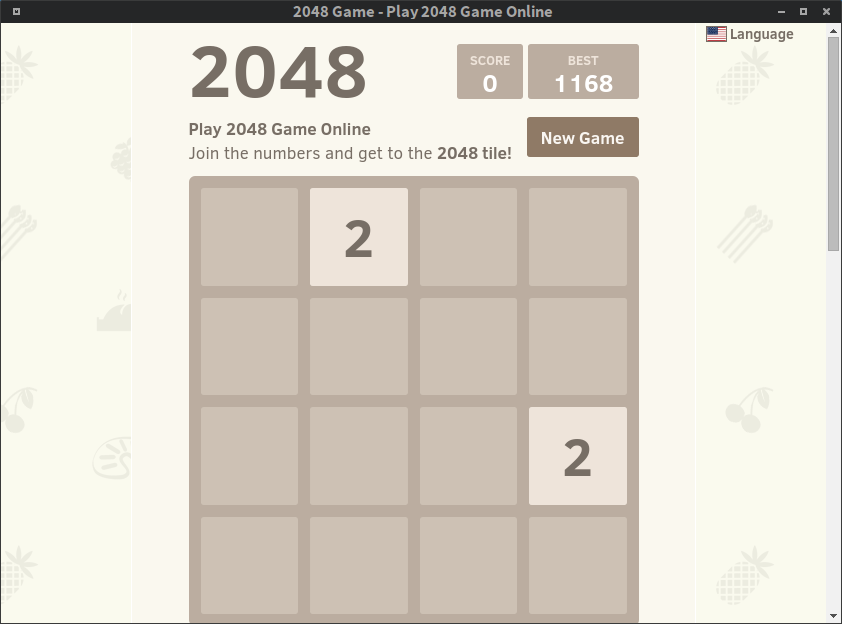 2048 Game - Play 2048 Game Online
Language
2048
SCORE
0
BEST
1168
Play 2048 Game Online
Join the numbers and get to the 2048 tile!
New Game
2
2